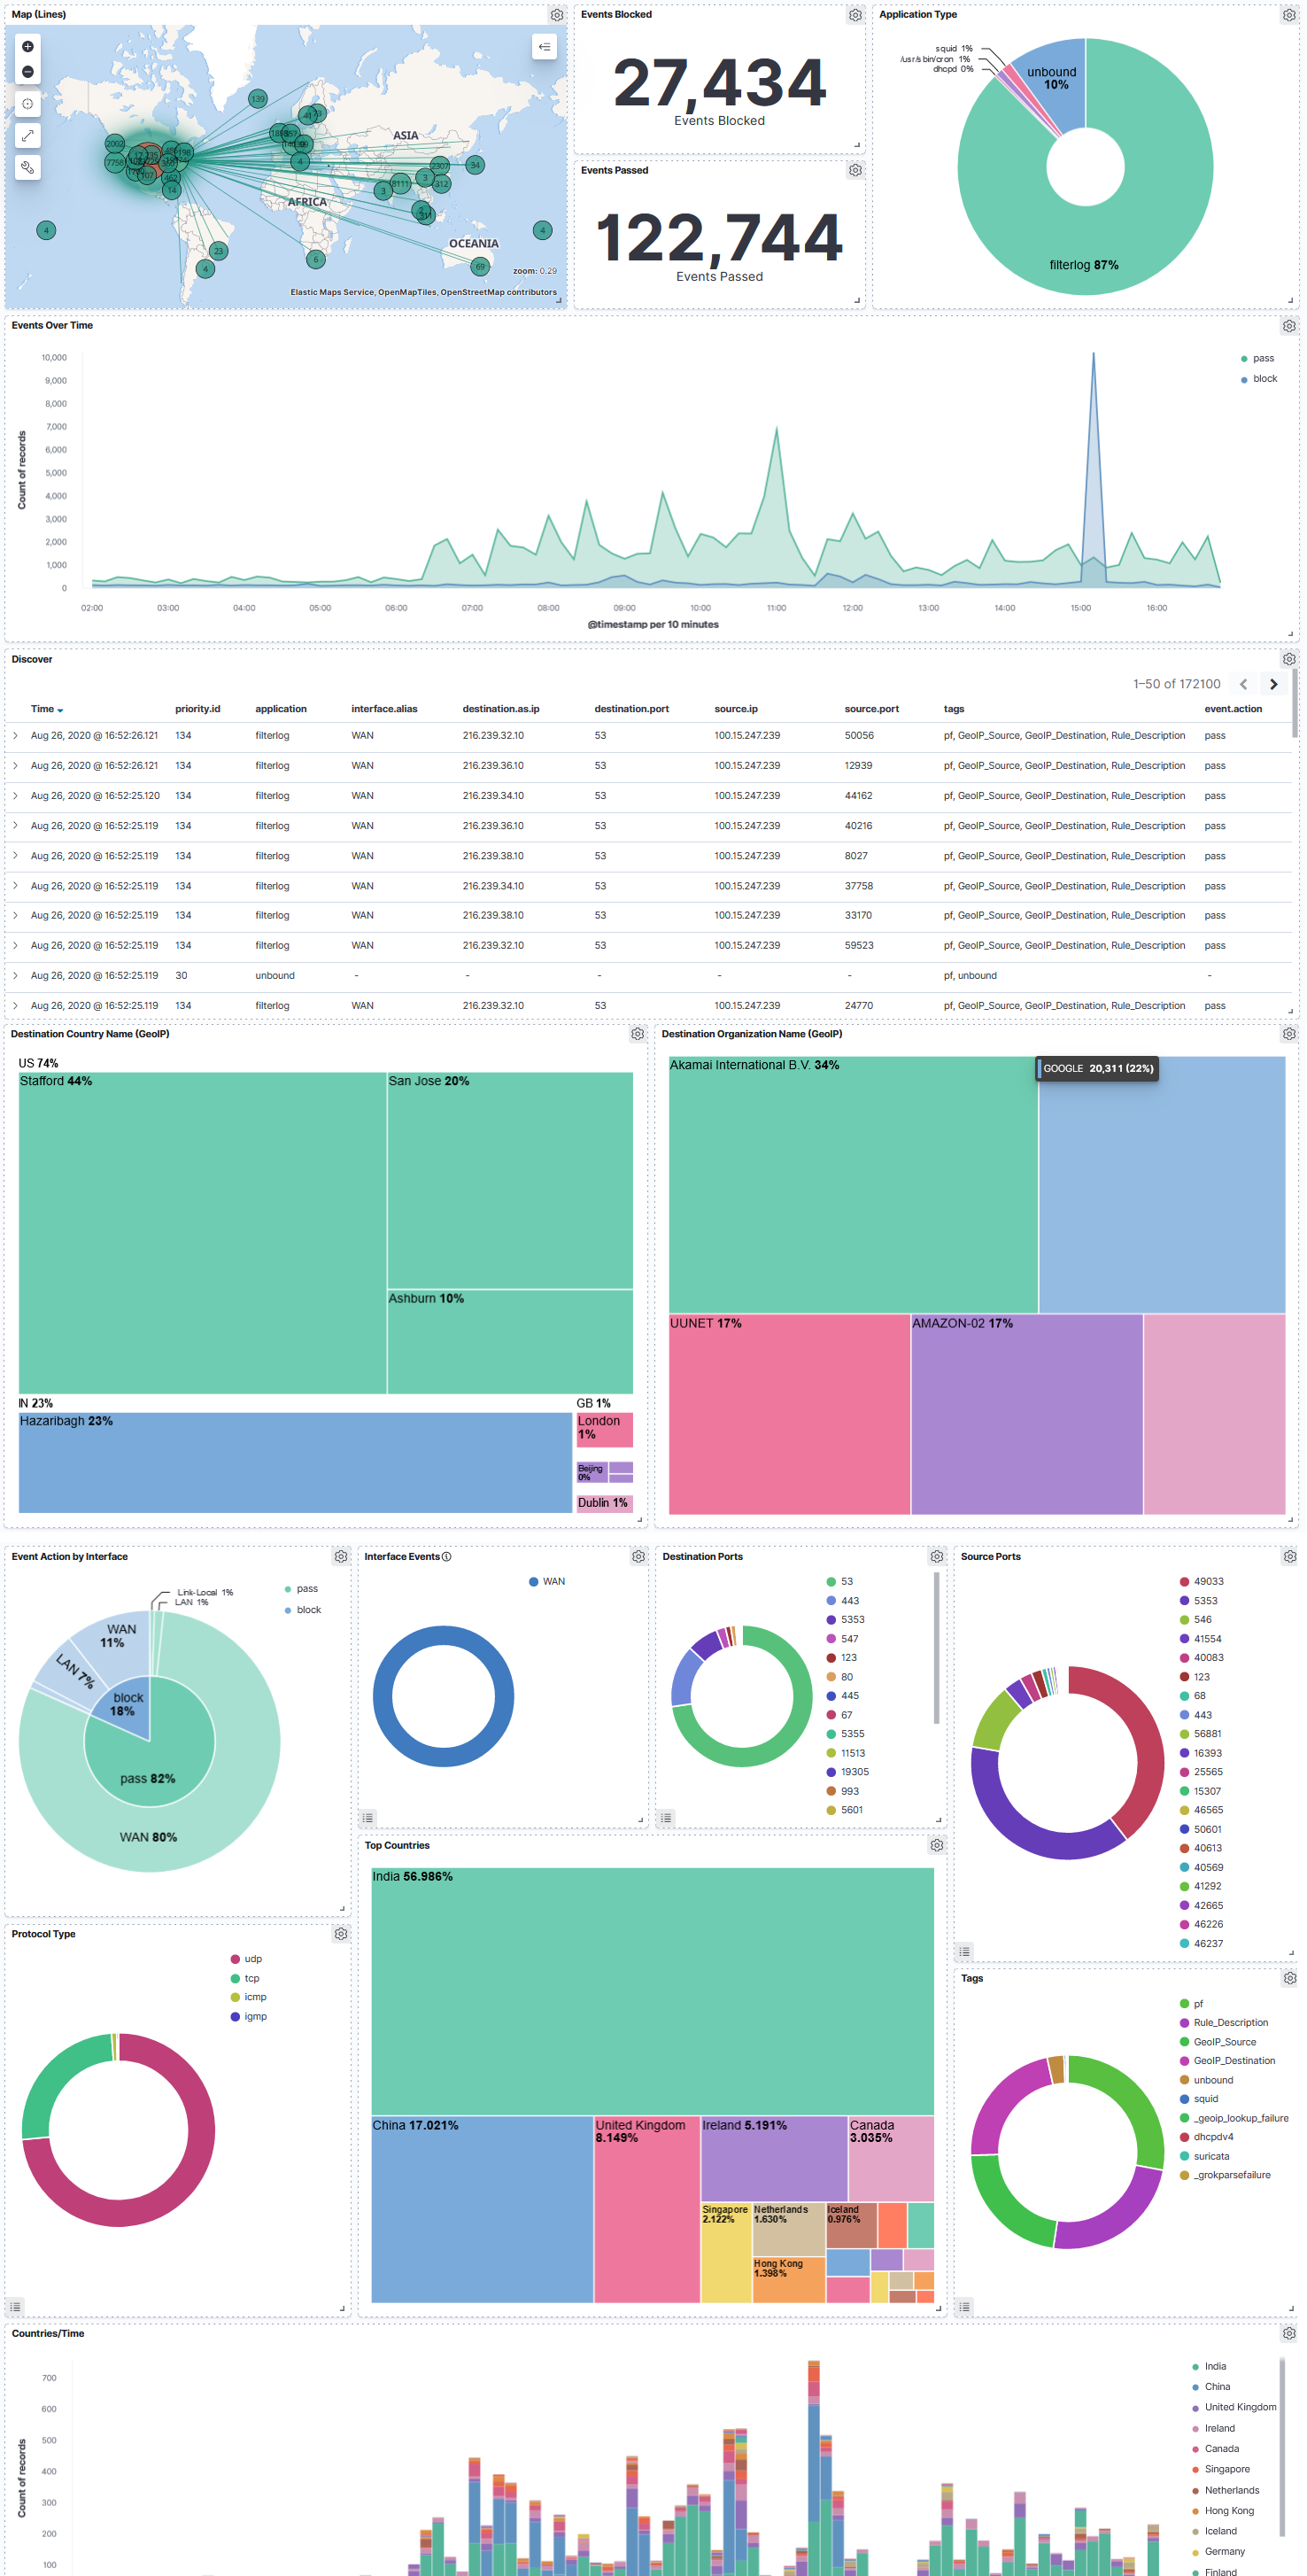 Map (Lines)
139
2002
7758
107
462
14
198
4
2307
34
3
8111
3
312
311
4
4
23
4
6
69
ASIA
AFRICA
OCEANIA
zoom: 0.29
Elastic Maps Service, OpenMapTiles, OpenStreetMap contributors
Events Blocked
27,434
Events Blocked
Events Passed
122,744
Events Passed
Application Type
squid 1%
/usr/sbin/cron 1%
dhcpd 0%
unbound
10%
filterlog 87%
Events Over Time
10,000
9,000
8,000
7,000
6,000
5,000
4,000
3,000
2,000
1,000
0
Count of records
02:00 03:00 04:00 05:00 06:00 07:00 08:00 09:00 10:00 11:00 12:00 13:00 14:00 15:00 16:00
@timestamp per 10 minutes
pass
block
Discover
1–50 of 172100
Time priority.id application interface.alias destination.as.ip destination.port source.ip source.port tags event.action
Aug 26, 2020 @ 16:52:26.121 134 filterlog WAN 216.239.32.10 53 100.15.247.239 50056 pf, GeoIP_Source, GeoIP_Destination, Rule_Description pass
Aug 26, 2020 @ 16:52:26.121 134 filterlog WAN 216.239.36.10 53 100.15.247.239 12939 pf, GeoIP_Source, GeoIP_Destination, Rule_Description pass
Aug 26, 2020 @ 16:52:25.120 134 filterlog WAN 216.239.34.10 53 100.15.247.239 44162 pf, GeoIP_Source, GeoIP_Destination, Rule_Description pass
Aug 26, 2020 @ 16:52:25.119 134 filterlog WAN 216.239.36.10 53 100.15.247.239 40216 pf, GeoIP_Source, GeoIP_Destination, Rule_Description pass
Aug 26, 2020 @ 16:52:25.119 134 filterlog WAN 216.239.38.10 53 100.15.247.239 8027 pf, GeoIP_Source, GeoIP_Destination, Rule_Description pass
Aug 26, 2020 @ 16:52:25.119 134 filterlog WAN 216.239.34.10 53 100.15.247.239 37758 pf, GeoIP_Source, GeoIP_Destination, Rule_Description pass
Aug 26, 2020 @ 16:52:25.119 134 filterlog WAN 216.239.38.10 53 100.15.247.239 33170 pf, GeoIP_Source, GeoIP_Destination, Rule_Description pass
Aug 26, 2020 @ 16:52:25.119 134 filterlog WAN 216.239.32.10 53 100.15.247.239 59523 pf, GeoIP_Source, GeoIP_Destination, Rule_Description pass
Aug 26, 2020 @ 16:52:25.119 30 unbound - - - - - pf, unbound -
Aug 26, 2020 @ 16:52:25.119 134 filterlog WAN 216.239.32.10 53 100.15.247.239 24770 pf, GeoIP_Source, GeoIP_Destination, Rule_Description pass
Destination Country Name (GeoIP)
US 74%
Stafford 44%
San Jose 20%
Ashburn 10%
IN 23%
Hazaribagh 23%
GB 1%
London
1%
Beijing
0%
Dublin 1%
Destination Organization Name (GeoIP)
Akamai International B.V. 34%
GOOGLE 20,311 (22%)
UUNET 17%
AMAZON-02 17%
Event Action by Interface
Link-Local 1%
LAN 1%
WAN
11%
LAN 7%
block
18%
pass 82%
WAN 80%
pass
block
Interface Events
WAN
Destination Ports
53
443
5353
547
123
80
445
67
5355
11513
19305
993
5601
Source Ports
49033
5353
546
41554
40083
123
68
443
56881
16393
25565
15307
46565
50601
40613
40569
41292
42665
46226
46237
Protocol Type
udp
tcp
icmp
igmp
Top Countries
India 56.986%
China 17.021%
United Kingdom
8.149%
Ireland 5.191%
Canada
3.035%
Singapore
2.122%
Netherlands
1.630%
Hong Kong
1.398%
Iceland
0.976%
Tags
pf
Rule_Description
GeoIP_Source
GeoIP_Destination
unbound
squid
_geoip_lookup_failure
dhcpdv4
suricata
_grokparsefailure
Countries/Time
700
600
500
400
300
200
100
Count of records
India
China
United Kingdom
Ireland
Canada
Singapore
Netherlands
Hong Kong
Iceland
Germany
Finland